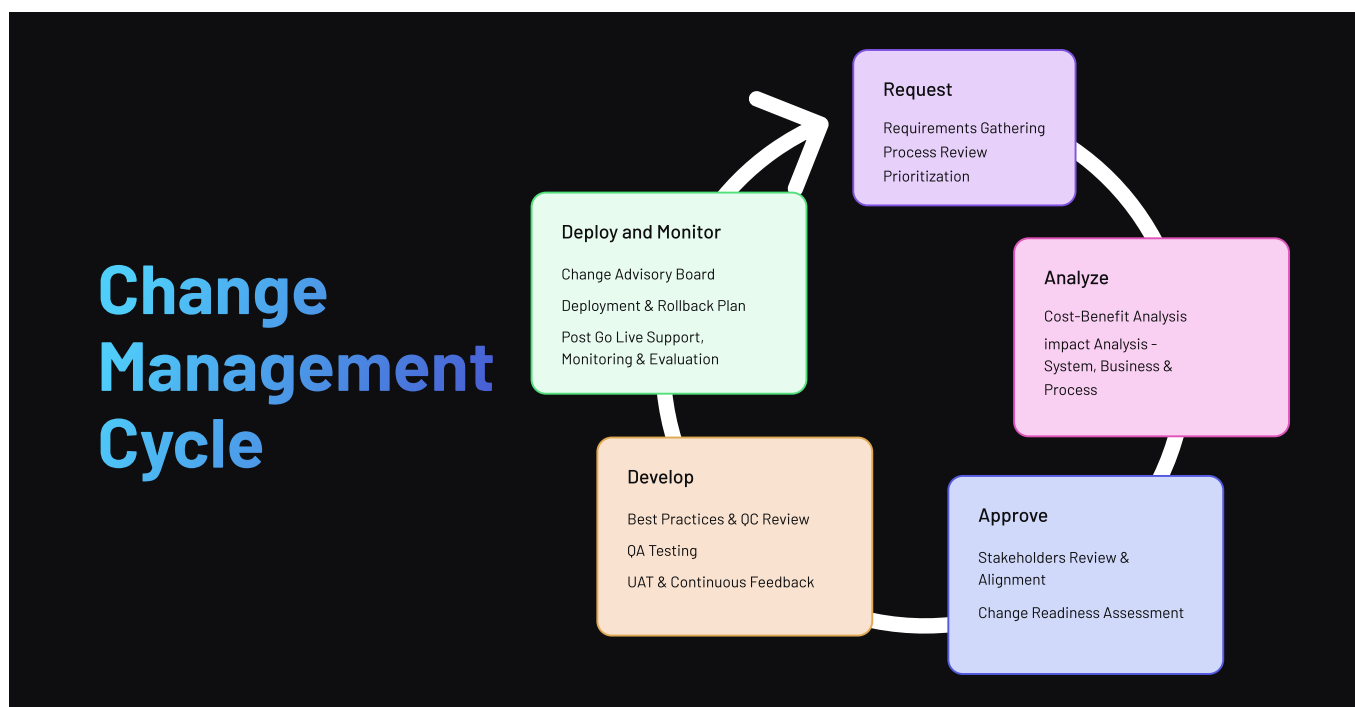 Change
Management
Cycle
Request
Requirements Gathering
Process Review
Prioritization
Analyze
Cost-Benefit Analysis
impact Analysis -
System, Business &
Process
Approve
Stakeholders Review &
Alignment
Change Readiness Assessment
Develop
Best Practices & QC Review
QA Testing
UAT & Continuous Feedback
Deploy and Monitor
Change Advisory Board
Deployment & Rollback Plan
Post Go Live Support,
Monitoring & Evaluation